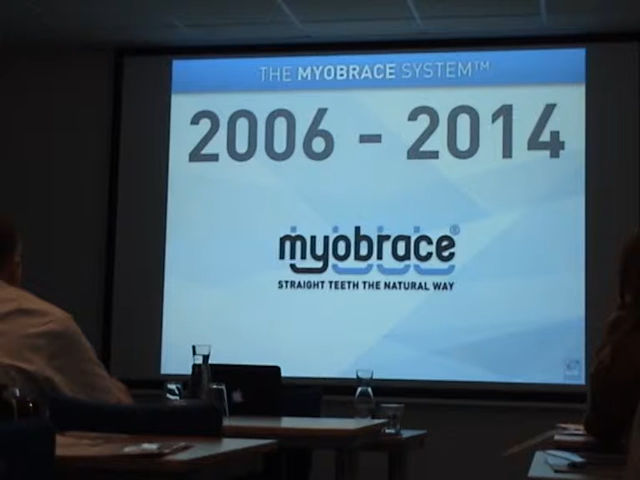 THE MYOBRACE SYSTEM™
2006 - 2014
myobrace®
STRAIGHT TEETH THE NATURAL WAY